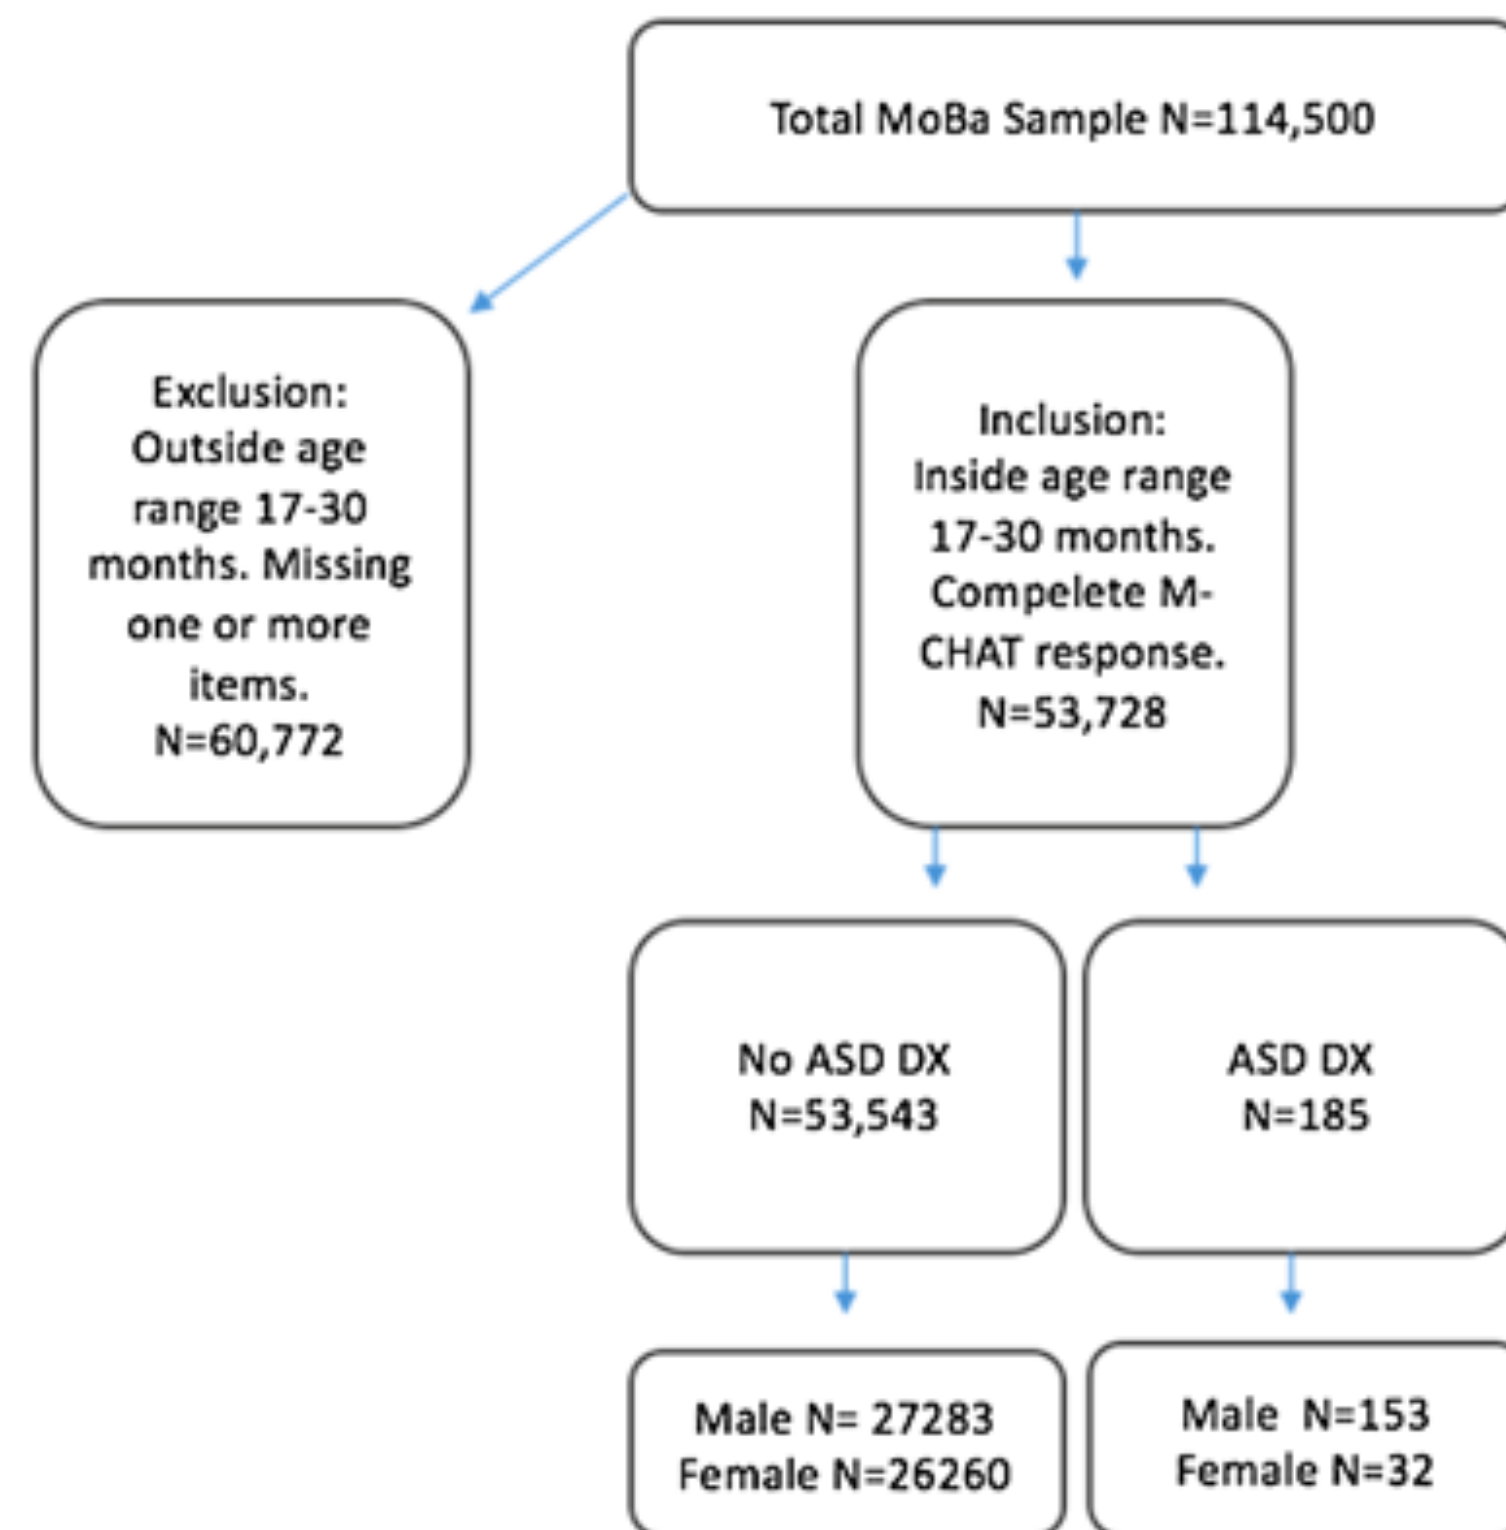 Total MoBa Sample N=114,500
Exclusion:
Outside age
range 17-30
months. Missing
one or more
items.
N=60,772
Inclusion:
Inside age range
17-30 months.
Compelete M-
CHAT response.
N=53,728
No ASD DX
N=53,543
ASD DX
N=185
Male N= 27283
Female N=26260
Male  N=153
Female N=32